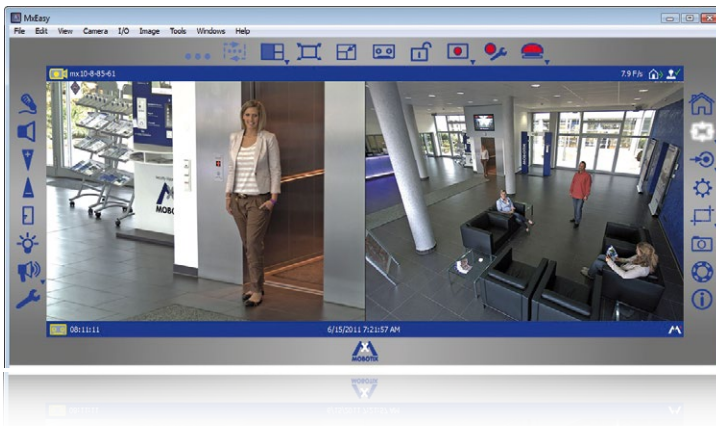 MxEasy
File Edit View Camera I/O Image Tools Windows Help
mx10-8-85-61 7.9 F/s
MOBOTIX
08:11:11 6/15/2011 7:21:57 AM
MOBOTIX